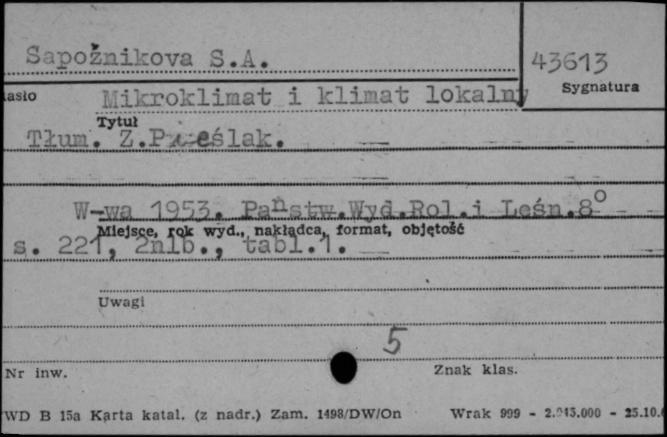 Sapożnikova S.A.
43613
Sygnatura
Mikroklimat i klimat lokalny
Tytuł
Tłum. Z.
W-wa 1953. Państw.Wyd.Rol.i Leśn.8°
Miejsce, rok wyd., nakładca, format, objętość
s. 221, 2nlb., tabl.1.
Uwagi
5
Nr inw.
Znak klas.
WD B 15a Karta katal. (z nadr.) Zam. 1498/DW/On
Wrak 999 -